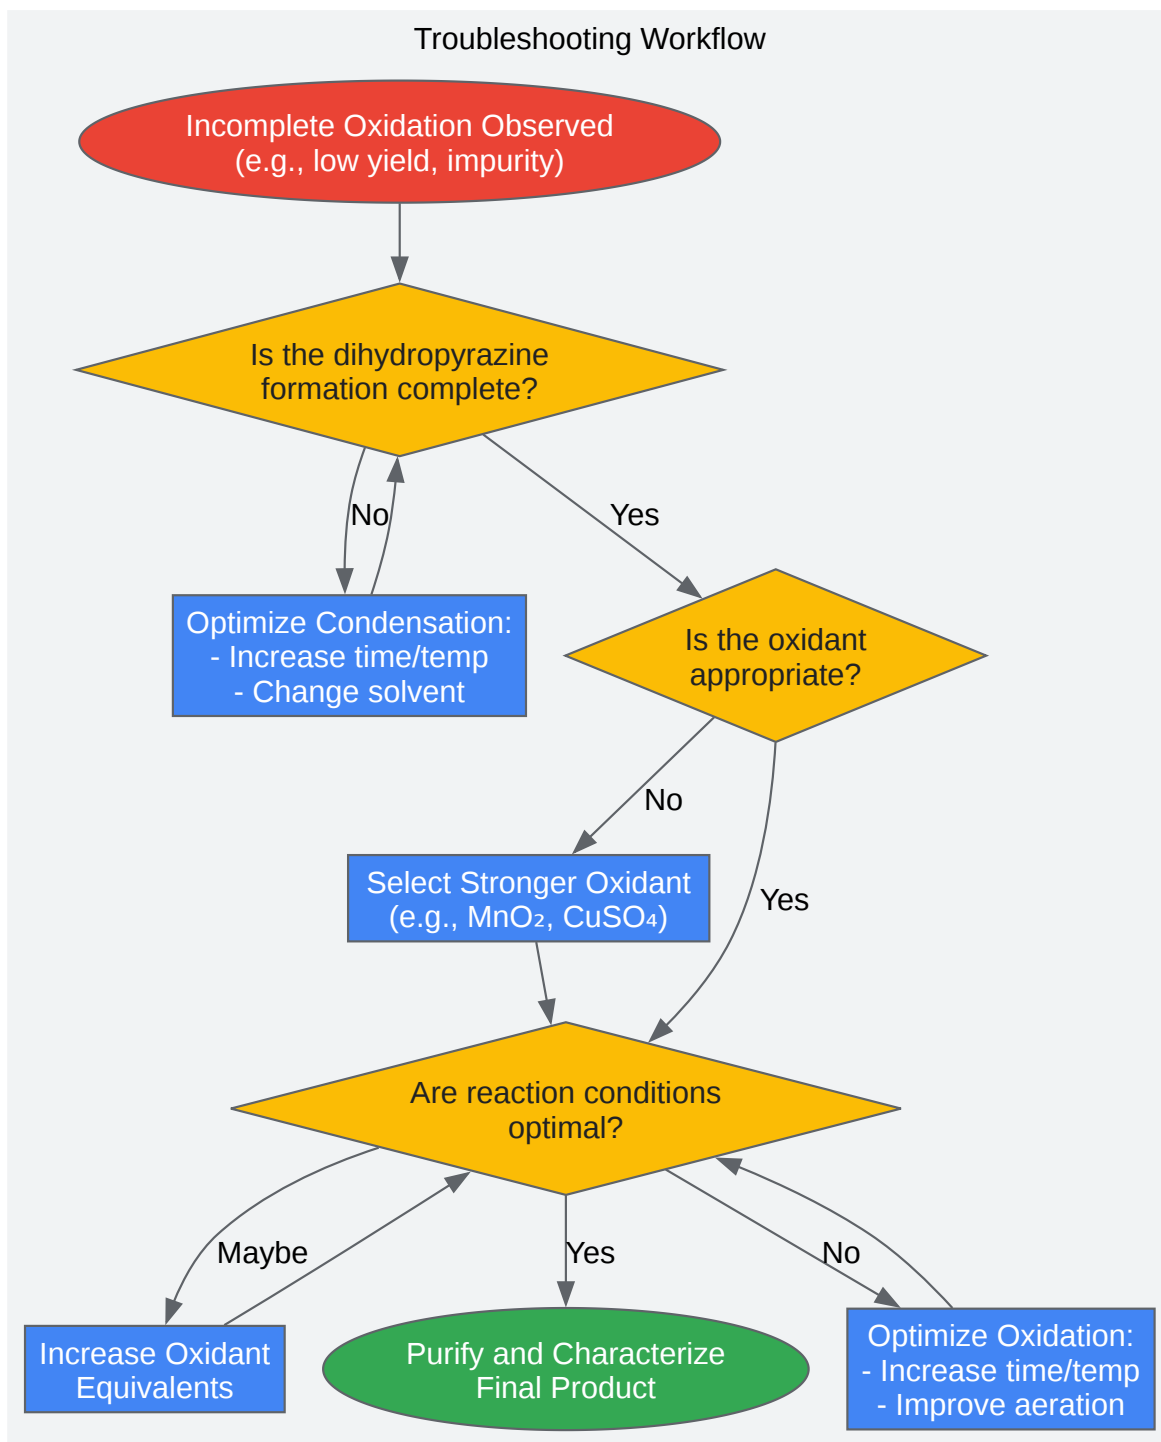 Troubleshooting Workflow
Incomplete Oxidation Observed
(e.g., low yield, impurity)
Is the dihydropyrazine
formation complete?
No
Yes
Optimize Condensation:
- Increase time/temp
- Change solvent
Is the oxidant
appropriate?
No
Select Stronger Oxidant
(e.g., MnO₂, CuSO₄)
Yes
Are reaction conditions
optimal?
Maybe
Yes
No
Increase Oxidant
Equivalents
Purify and Characterize
Final Product
Optimize Oxidation:
- Increase time/temp
- Improve aeration